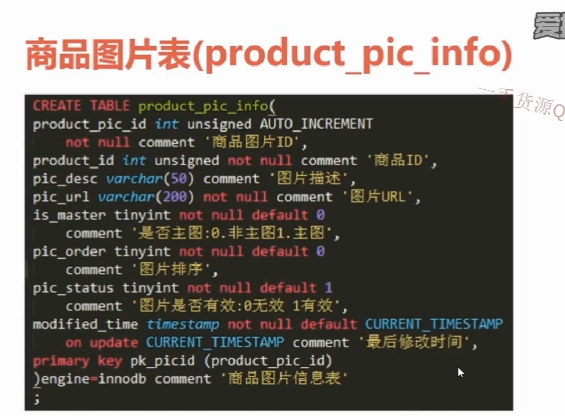 商品图片表(product_pic_info)
货源Q
CREATE TABLE product_pic_info(
product_pic_id int unsigned AUTO_INCREMENT
not null comment '商品图片ID',
product_id int unsigned not null comment '商品ID',
pic_desc varchar(50) comment '图片描述',
pic_url varchar(200) not null comment '图片URL',
is_master tinyint not null default 0
comment '是否主图:0.非主图1.主图',
pic_order tinyint not null default 0
comment '图片排序',
pic_status tinyint not null default 1
comment '图片是否有效:0无效 1有效',
modified_time timestamp not null default CURRENT_TIMESTAMP
on update CURRENT_TIMESTAMP comment '最后修改时间',
primary key pk_picid (product_pic_id)
)engine=innodb comment '商品图片信息表'
;